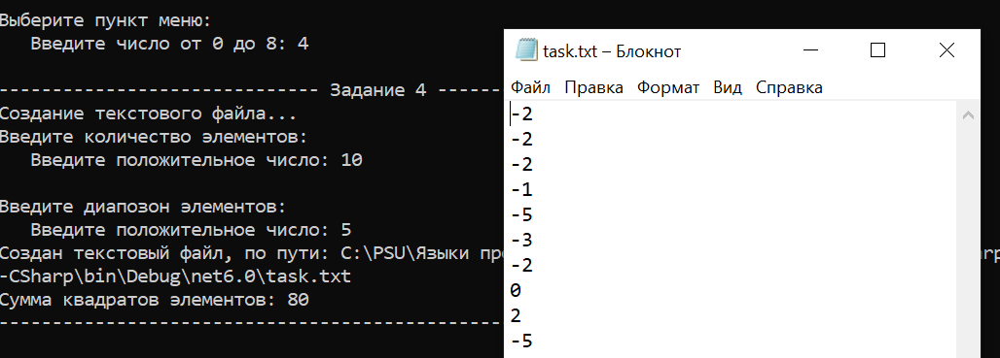 Выберите пункт меню:
Введите число от 0 до 8: 4
------------------------------ Задание 4 -------
Создание текстового файла...
Введите количество элементов:
Введите положительное число: 10
Введите диапозон элементов:
Введите положительное число: 5
Создан текстовый файл, по пути: C:\PSU\Языки
-CSharp\bin\Debug\net6.0\task.txt
Сумма квадратов элементов: 80
task.txt – Блокнот
Файл Правка Формат Вид Справка
-2
-2
-2
-1
-5
-3
-2
0
2
-5